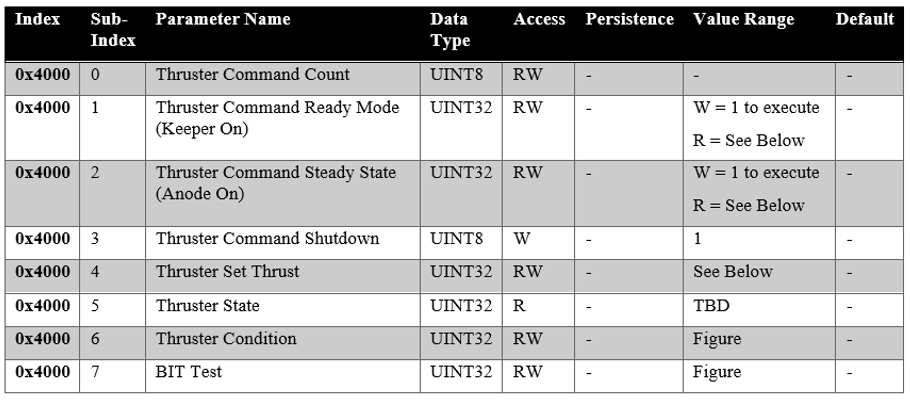 Index Sub-Index Parameter Name Data Type Access Persistence Value Range Default
0x4000 0 Thruster Command Count UINT8 RW - - -
0x4000 1 Thruster Command Ready Mode (Keeper On) UINT32 RW - W = 1 to execute R = See Below -
0x4000 2 Thruster Command Steady State (Anode On) UINT32 RW - W = 1 to execute R = See Below -
0x4000 3 Thruster Command Shutdown UINT8 W - 1 -
0x4000 4 Thruster Set Thrust UINT32 RW - See Below -
0x4000 5 Thruster State UINT32 R - TBD -
0x4000 6 Thruster Condition UINT32 RW - Figure -
0x4000 7 BIT Test UINT32 RW - Figure -